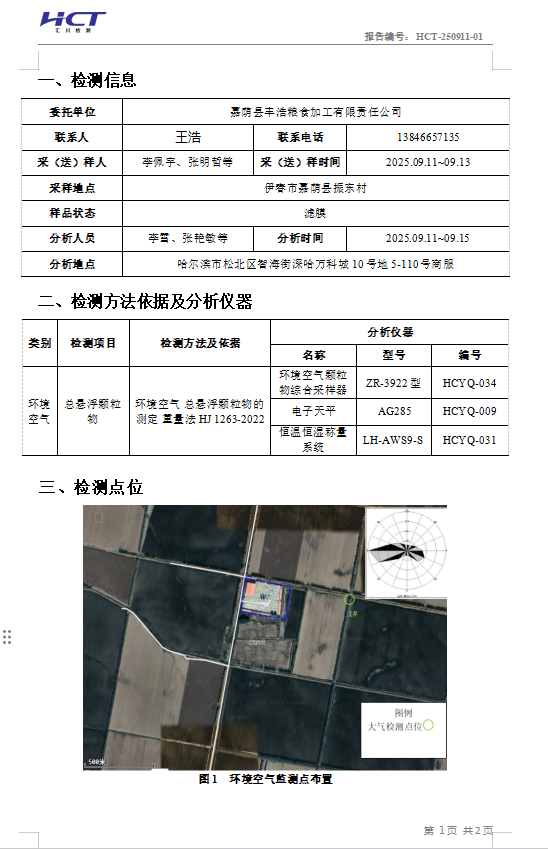 HCT
汇川检测
报告编号: HCT-250911-01
一、检测信息
委托单位 嘉荫县丰浩粮食加工有限责任公司
联系人 王浩 联系电话 13846657135
采（送）样人 李佩宇、张明哲等 采（送）样时间 2025.09.11~09.13
采样地点 伊春市嘉荫县振东村
样品状态 滤膜
分析人员 李雪、张艳敏等 分析时间 2025.09.11~09.15
分析地点 哈尔滨市松北区智海街深哈万科城 10 号地 5-110 号商服
二、检测方法依据及分析仪器
类别 检测项目 检测方法及依据 分析仪器
名称 型号 编号
环境空气 总悬浮颗粒物 环境空气 总悬浮颗粒物的测定 重量法 HJ 1263-2022
环境空气颗粒物综合采样器 ZR-3922 型 HCYQ-034
电子天平 AG285 HCYQ-009
恒温恒湿称量系统 LH-AWS9-S HCYQ-031
三、检测点位
1#
图例
大气检测点位
500米
图 1 环境空气监测点布置
第 1页 共2页